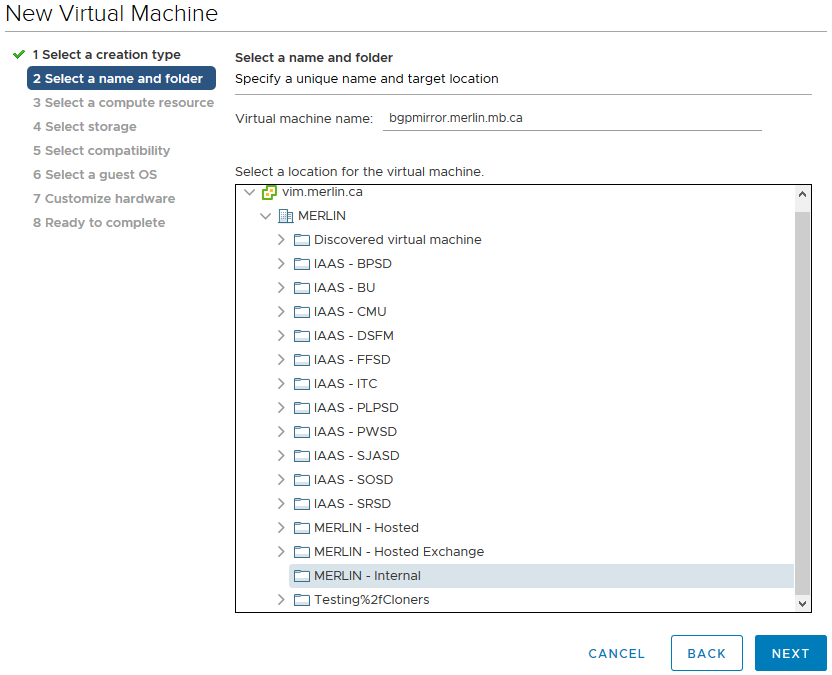 New Virtual Machine
1 Select a creation type
2 Select a name and folder
3 Select a compute resource
4 Select storage
5 Select compatibility
6 Select a guest OS
7 Customize hardware
8 Ready to complete
Select a name and folder
Specify a unique name and target location
Virtual machine name: bgpmirror.merlin.mb.ca
Select a location for the virtual machine.
vim.merlin.ca
MERLIN
Discovered virtual machine
IAAS - BPSD
IAAS - BU
IAAS - CMU
IAAS - DSFM
IAAS - FFSD
IAAS - ITC
IAAS - PLPSD
IAAS - PWSD
IAAS - SJASD
IAAS - SOSD
IAAS - SRSD
MERLIN - Hosted
MERLIN - Hosted Exchange
MERLIN - Internal
Testing%2fCloners
CANCEL BACK NEXT